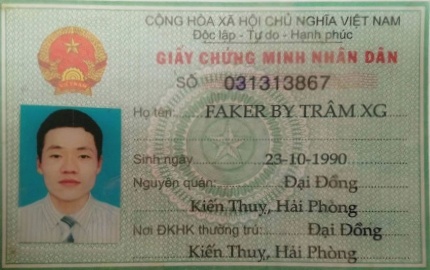 CỘNG HÒA XÃ HỘI CHỦ NGHĨA VIỆT NAM
Độc lập - Tự do - Hạnh phúc
GIẤY CHỨNG MINH NHÂN DÂN
SỐ 031313867
Họ tên: FAKER BY TRÂM XG
Sinh ngày 23-10-1990
Nguyên quán: Đại Đồng
Kiến Thuỵ, Hải Phòng
Nơi ĐKHK thường trú: Đại Đồng
Kiến Thuỵ, Hải Phòng